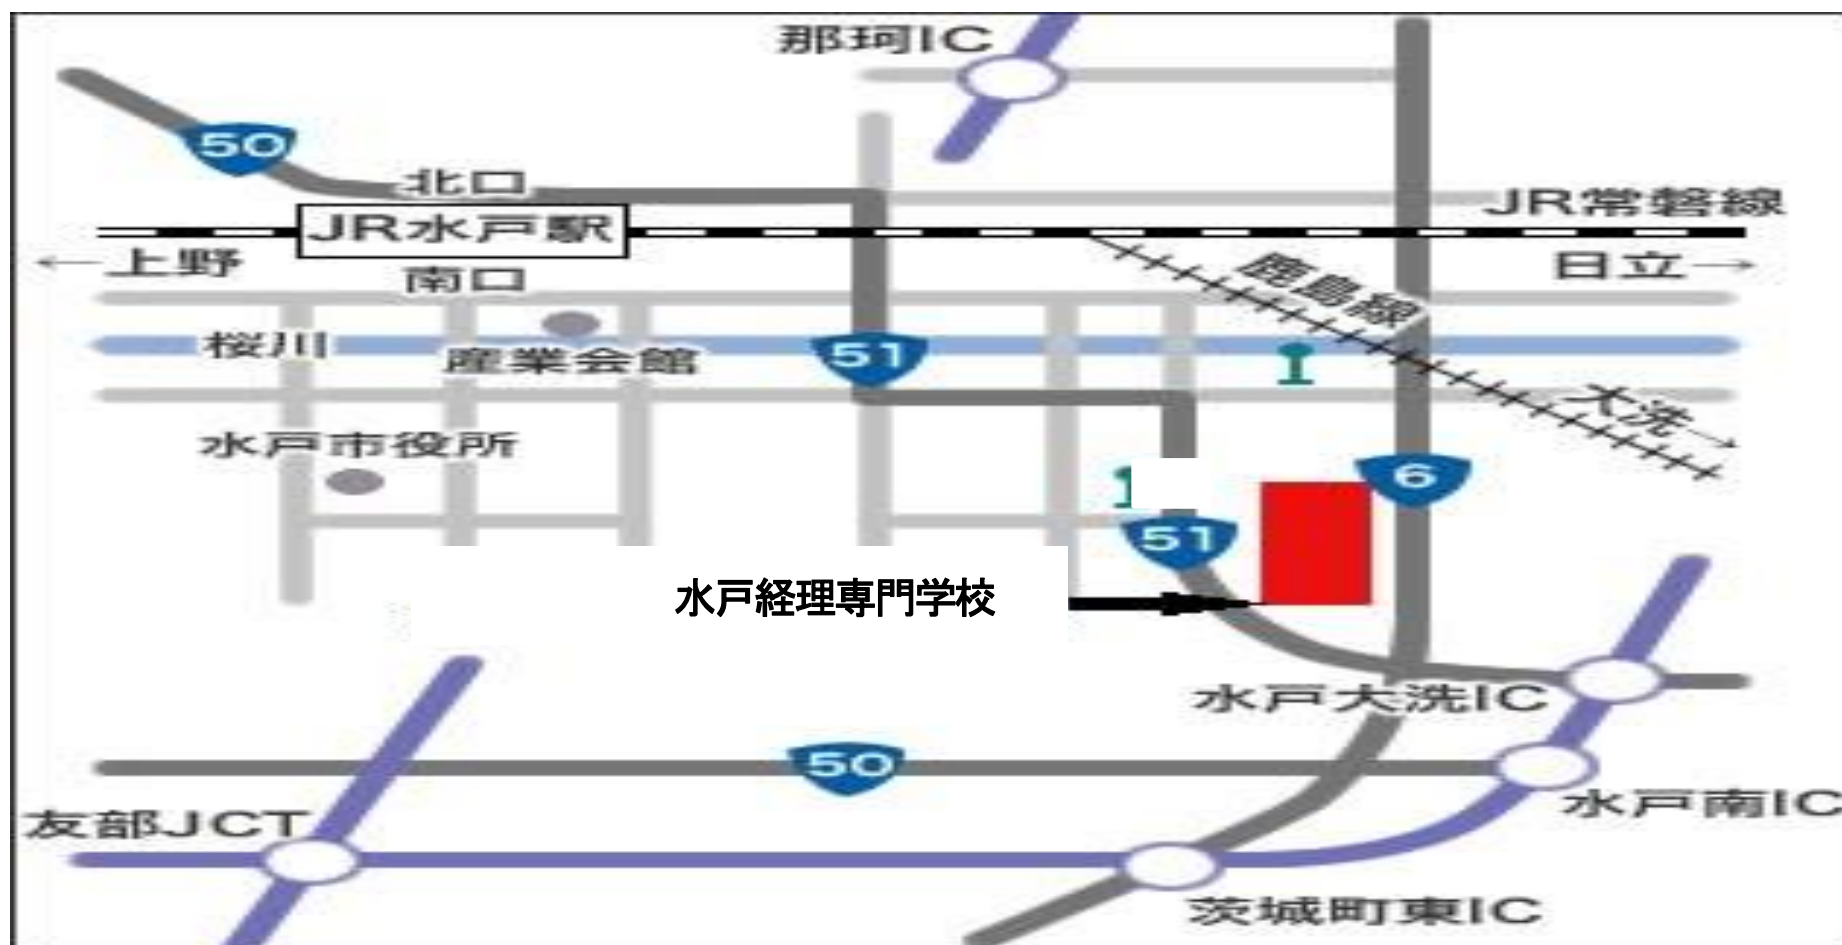 那珂IC
50
北口
JR水戸駅
JR常磐線
←上野
南口
鹿島線
日立→
桜川
産業会館
51
大洗→
水戸市役所
6
51
水戸経理専門学校
水戸大洗IC
50
水戸南IC
友部JCT
茨城町東IC